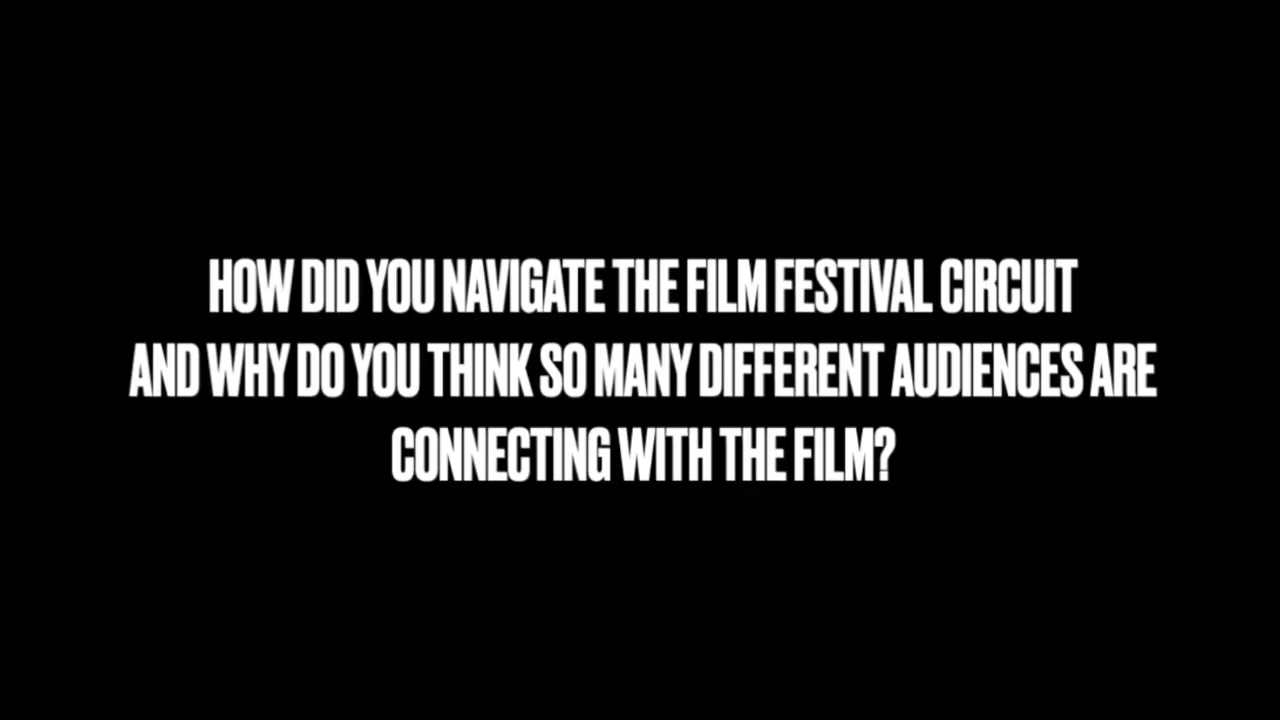 HOW DID YOU NAVIGATE THE FILM FESTIVAL CIRCUIT
AND WHY DO YOU THINK SO MANY DIFFERENT AUDIENCES ARE
CONNECTING WITH THE FILM?